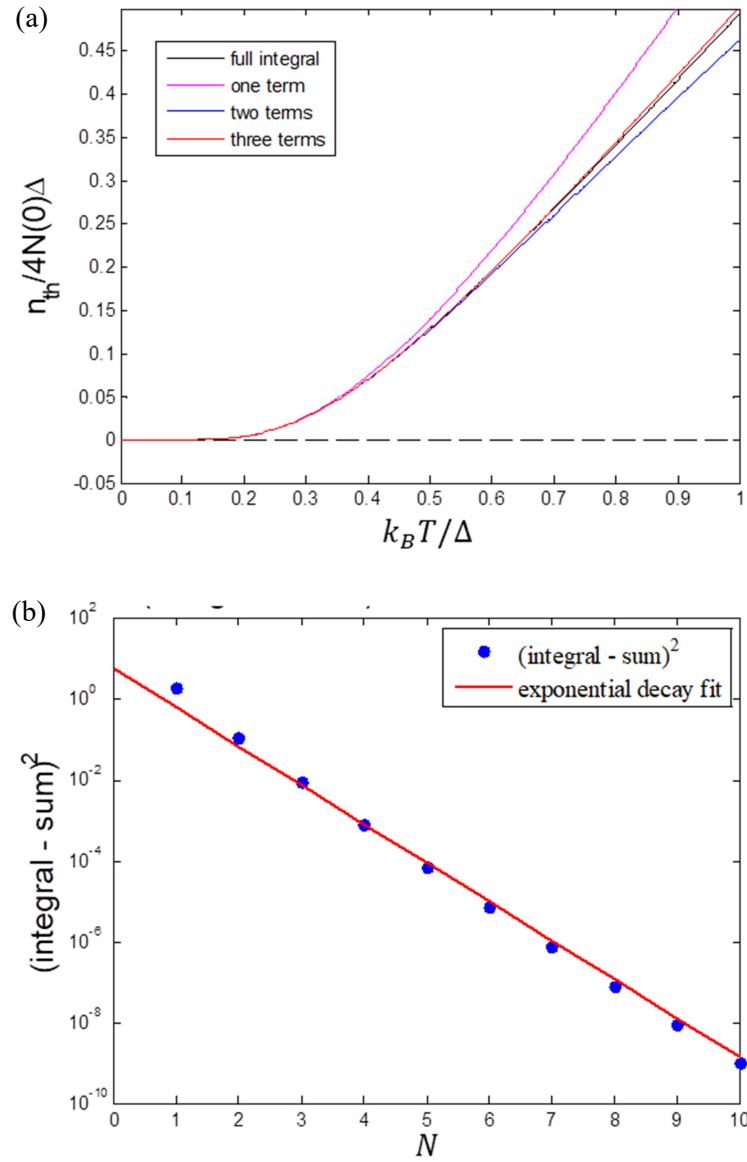 (a)
0.45
0.4
0.35
0.3
0.25
0.2
0.15
0.1
0.05
0
-0.05
n_th/4N(0)Δ
full integral
one term
two terms
three terms
0 0.1 0.2 0.3 0.4 0.5 0.6 0.7 0.8 0.9 1
k_B T/Δ
(b)
10^2
10^0
10^-2
10^-4
10^-6
10^-8
10^-10
(integral - sum)^2
(integral - sum)^2
exponential decay fit
0 1 2 3 4 5 6 7 8 9 10
N